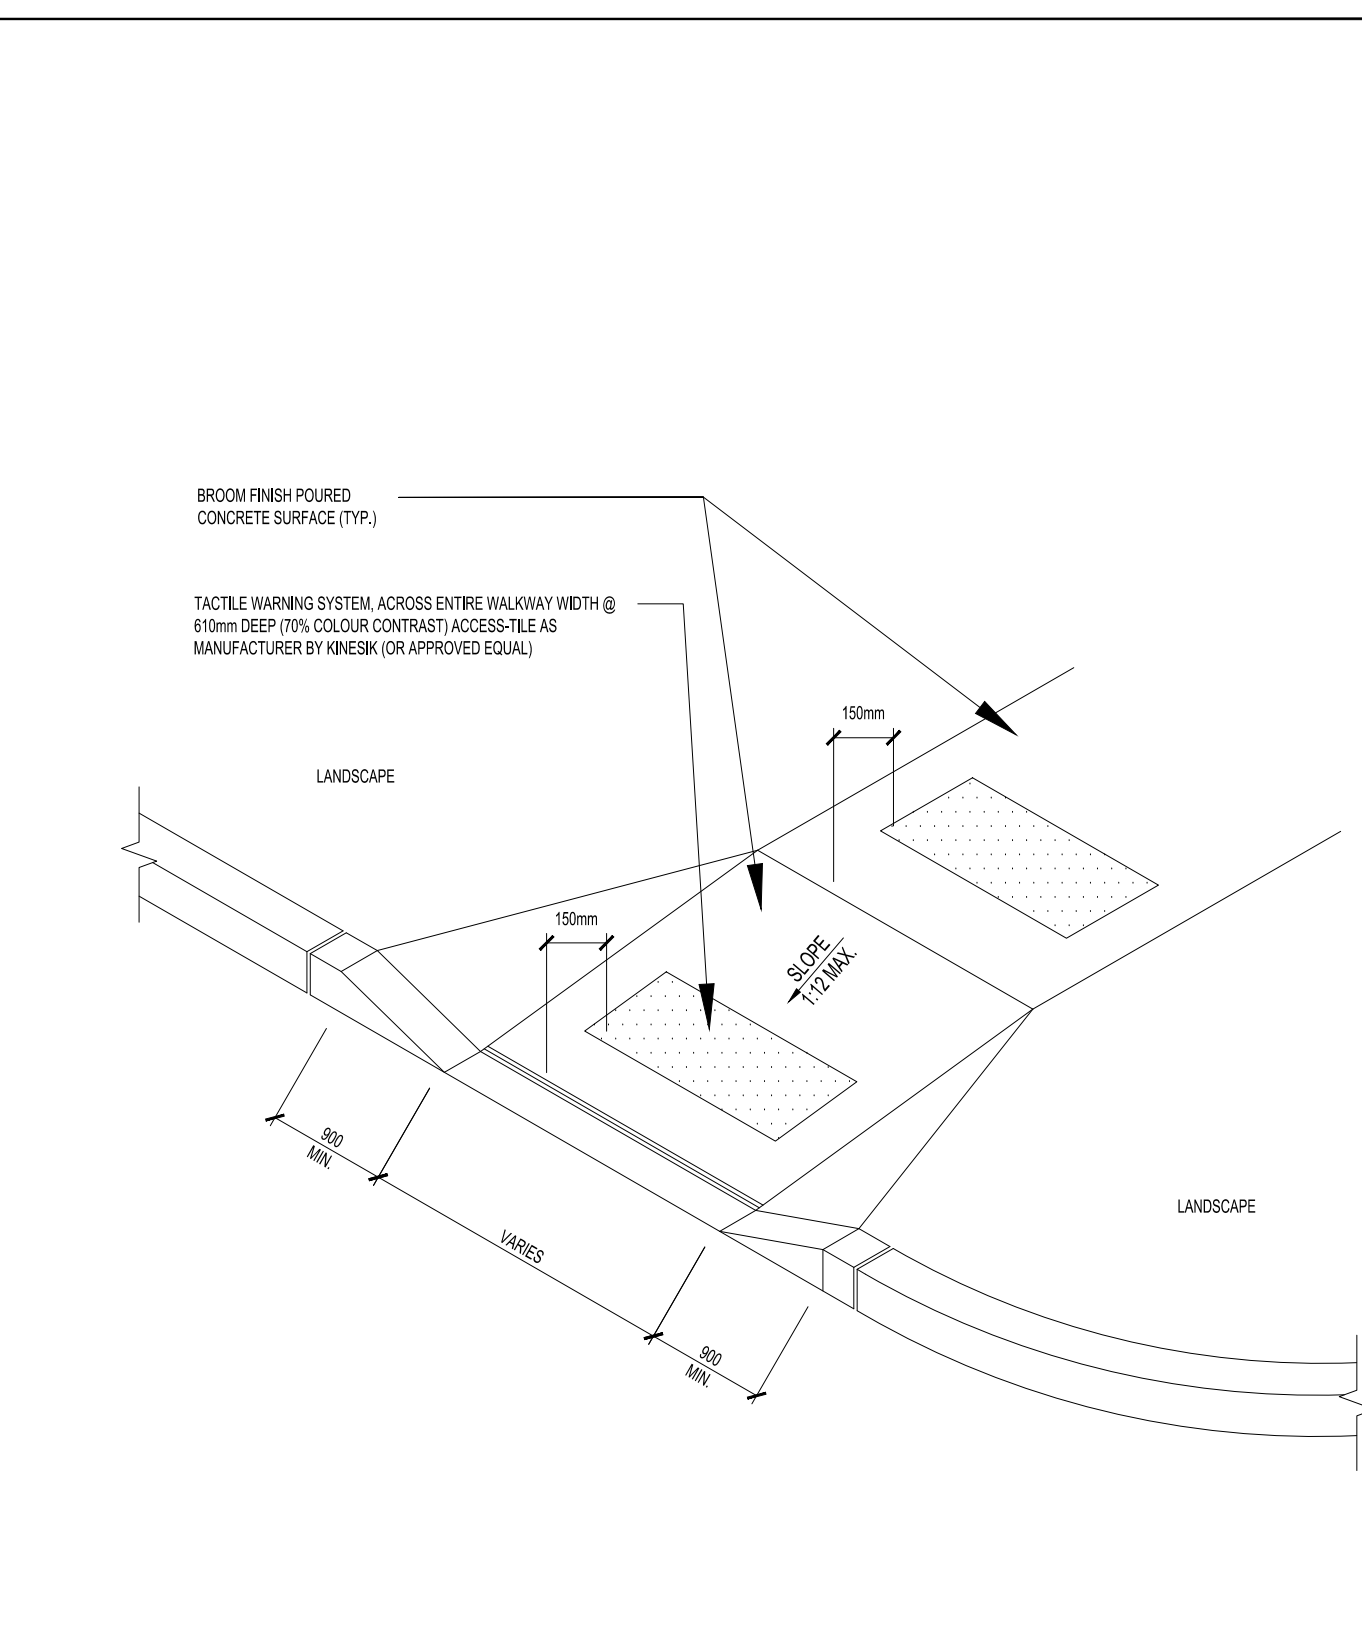 BROOM FINISH POURED
CONCRETE SURFACE (TYP.)
TACTILE WARNING SYSTEM, ACROSS ENTIRE WALKWAY WIDTH @
610mm DEEP (70% COLOUR CONTRAST) ACCESS-TILE AS
MANUFACTURER BY KINESIK (OR APPROVED EQUAL)
150mm
LANDSCAPE
150mm
SLOPE
1:12 MAX.
900
MIN.
VARIES
LANDSCAPE
900
MIN.